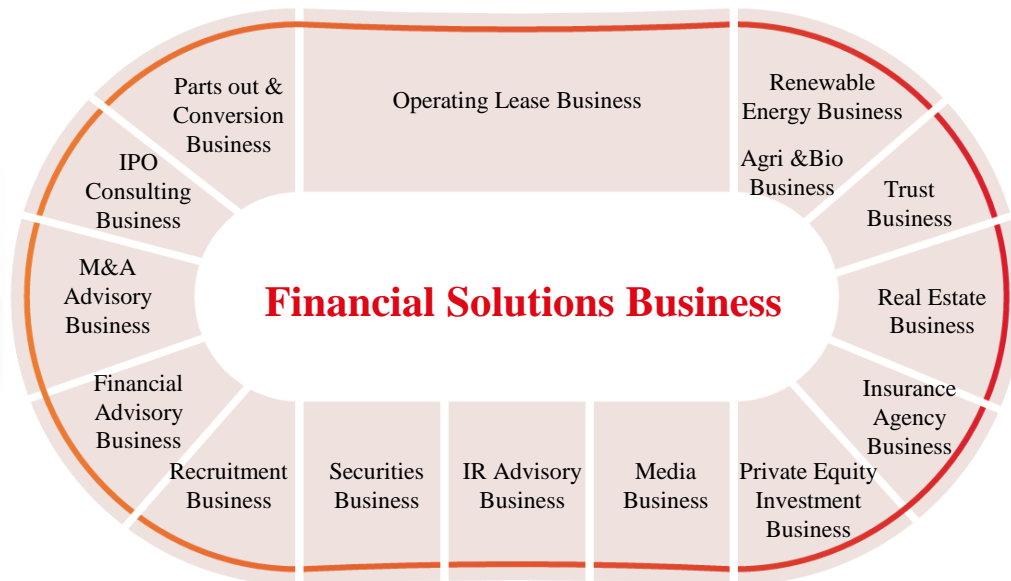 Parts out &
Conversion
Business
Operating Lease Business
Renewable
Energy Business
Agri &Bio
Business
Trust
Business
IPO
Consulting
Business
M&A
Advisory
Business
Financial Solutions Business
Real Estate
Business
Financial
Advisory
Business
Insurance
Agency
Business
Recruitment
Business
Securities
Business
IR Advisory
Business
Media
Business
Private Equity
Investment
Business